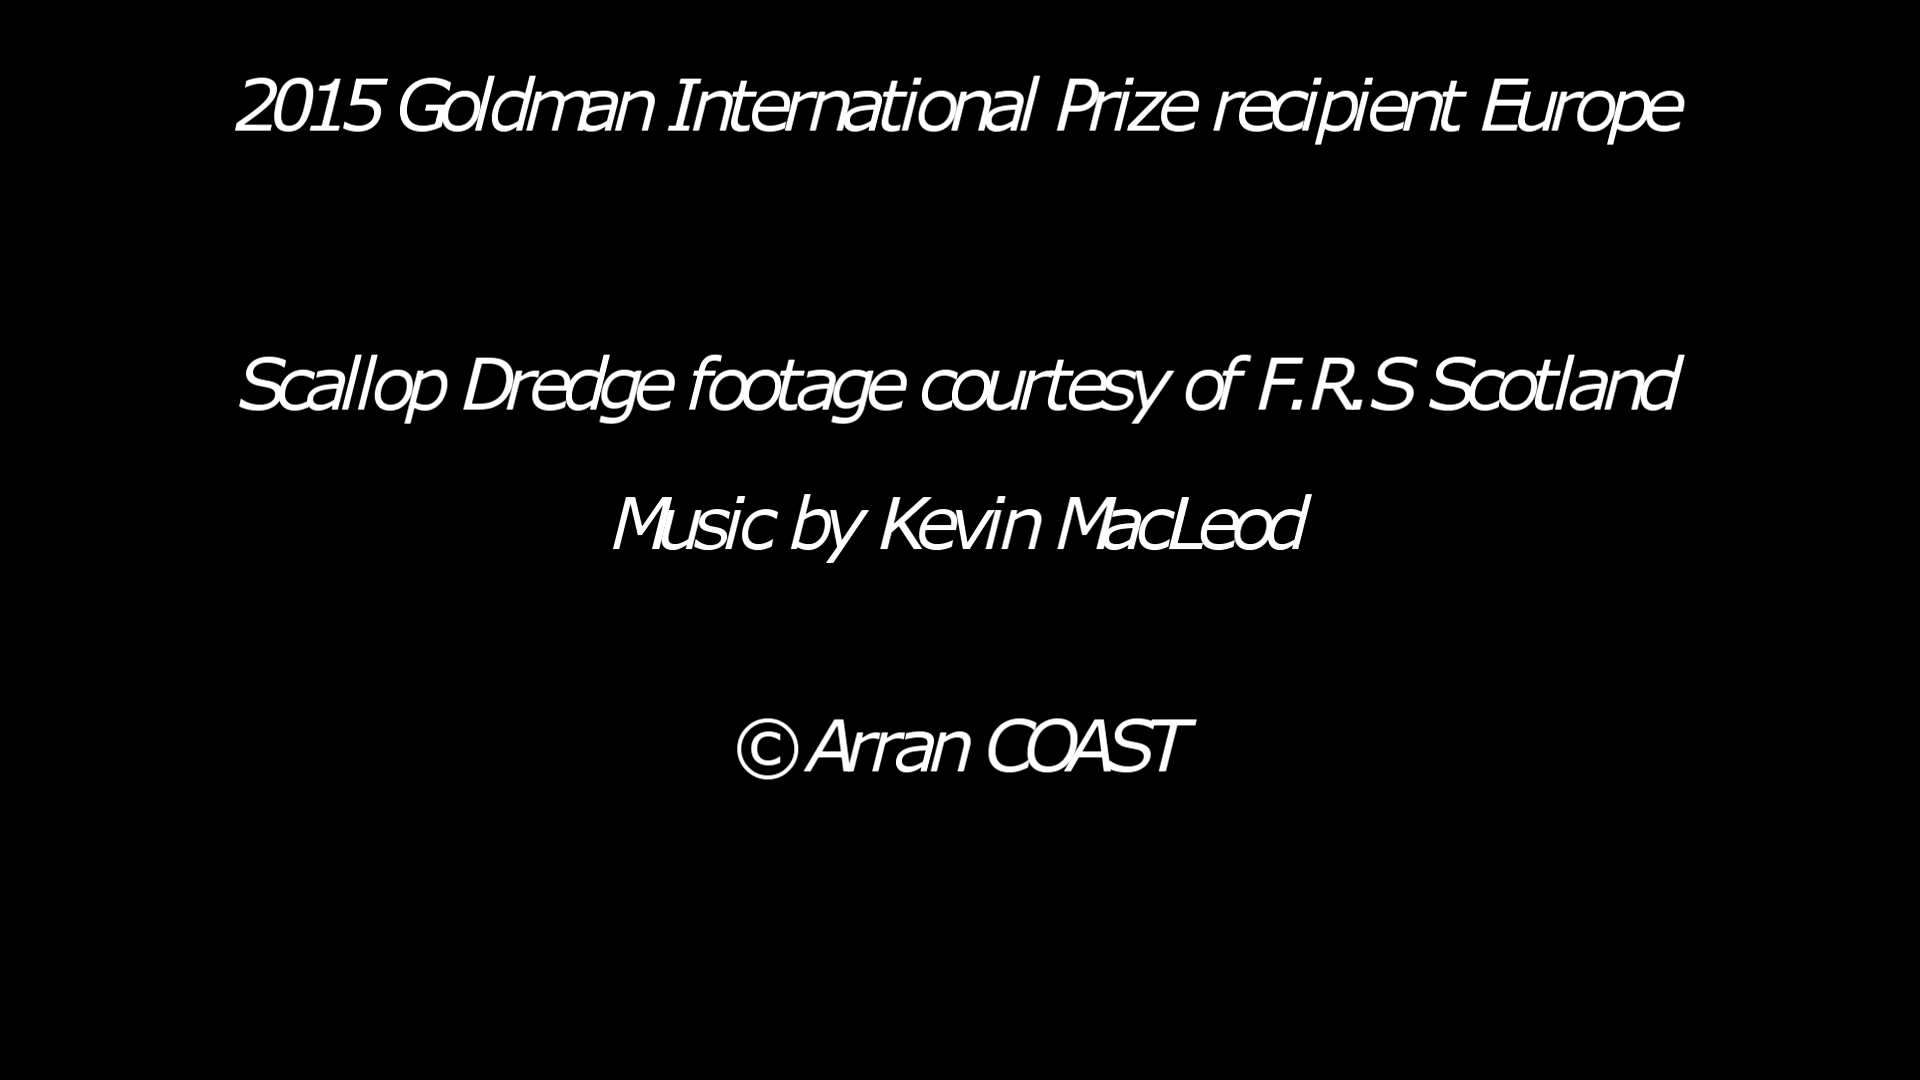 2015 Goldman International Prize recipient Europe
Scallop Dredge footage courtesy of F.R.S Scotland
Music by Kevin MacLeod
© Arran COAST